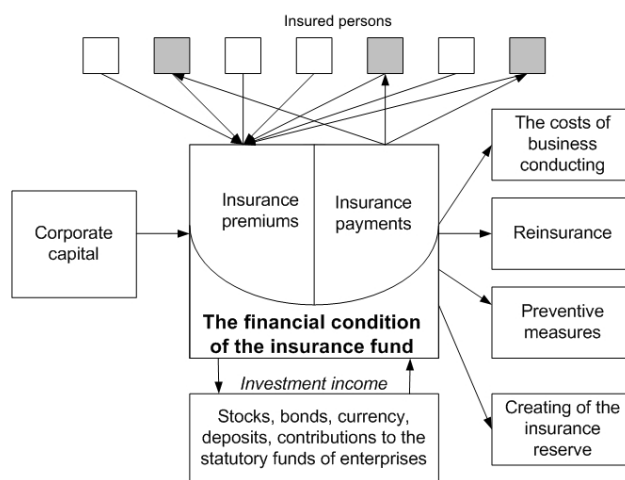 Insured persons
The costs of
business
conducting
Insurance
premiums
Insurance
payments
Corporate
capital
Reinsurance
Preventive
measures
The financial condition
of the insurance fund
Investment income
Stocks, bonds, currency,
deposits, contributions to the
statutory funds of enterprises
Creating of the
insurance
reserve